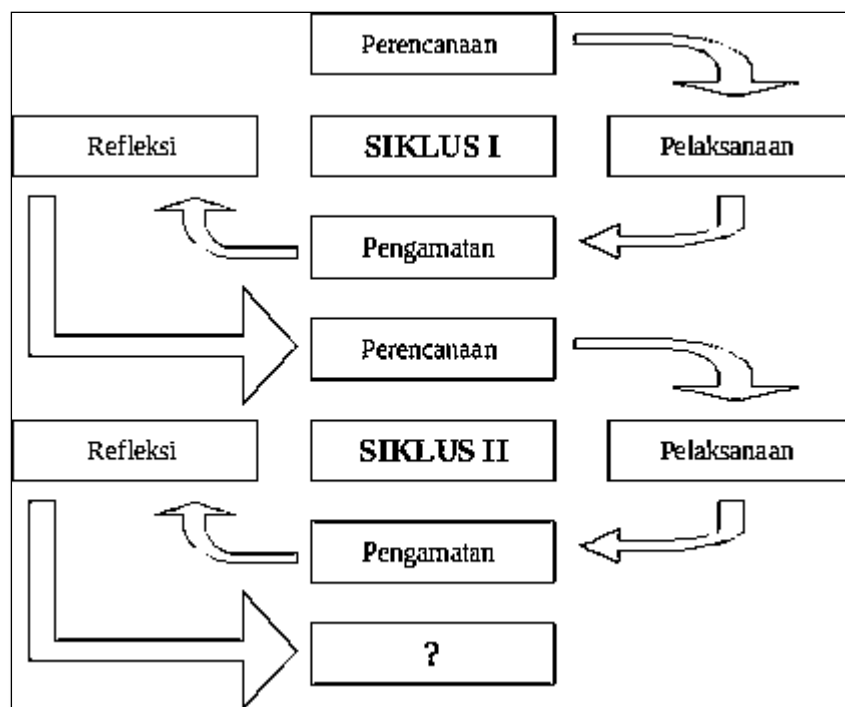 Perencanaan
Refleksi
SIKLUS I
Pelaksanaan
Pengamatan
Perencanaan
Refleksi
SIKLUS II
Pelaksanaan
Pengamatan
?